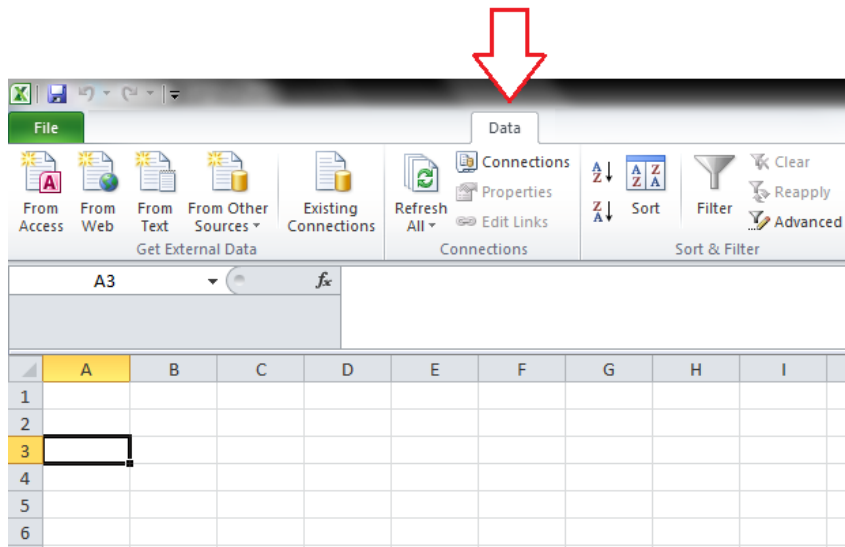 File Data
From Access From Web From Text From Other Sources Existing Connections Refresh All Connections Properties Edit Links A Z Z A A Z Z A Sort Filter Clear Reapply Advanced
Get External Data Connections Sort & Filter
A3 fx
A B C D E F G H I
1
2
3
4
5
6